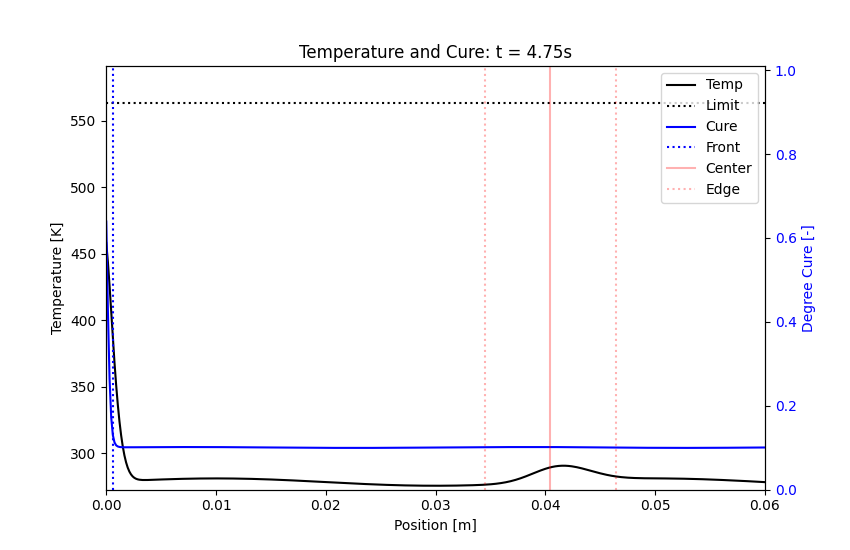 Temperature and Cure: t = 4.75s
Temperature [K]
550
500
450
400
350
300
Temp
Limit
Cure
Front
Center
Edge
1.0
0.8
0.6
0.4
0.2
0.0
Degree Cure [-]
0.00
0.01
0.02
0.03
0.04
0.05
0.06
Position [m]